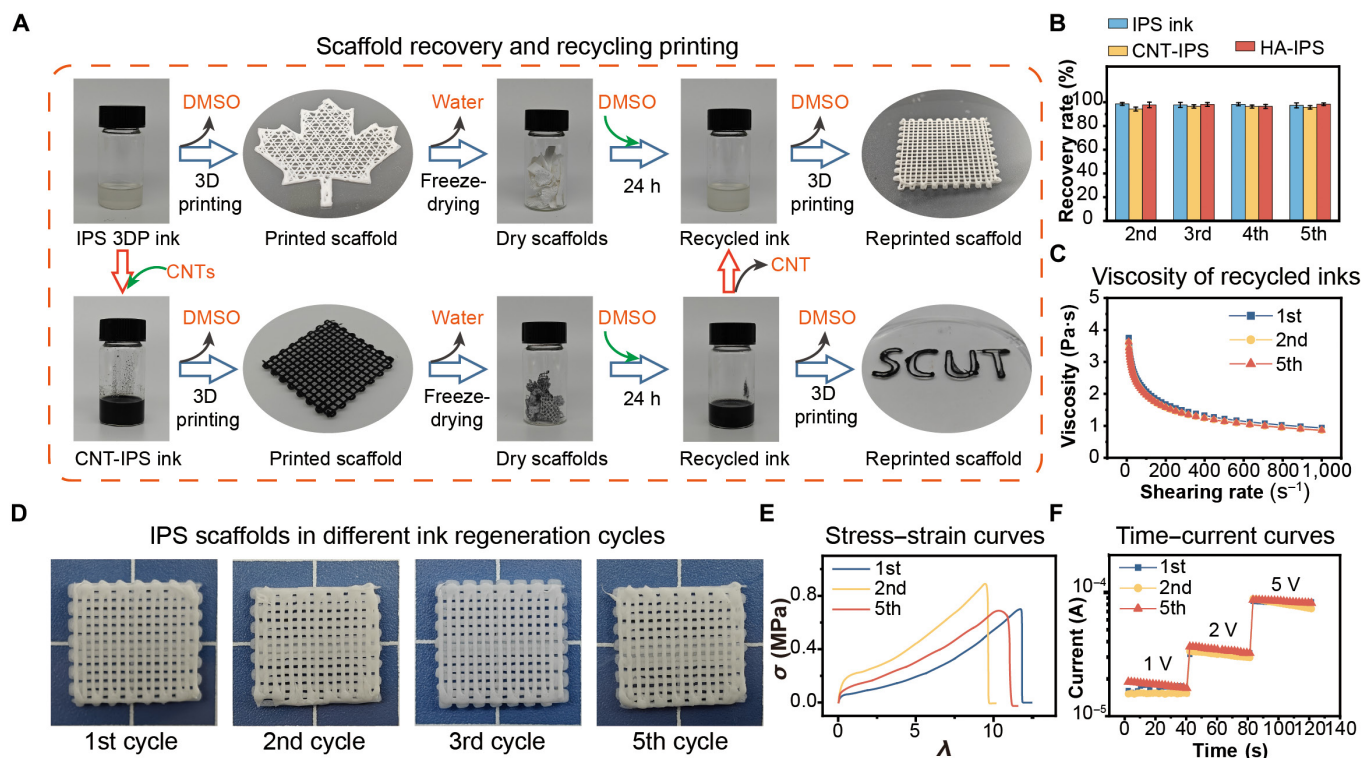 A
Scaffold recovery and recycling printing
DMSO
Water
DMSO
DMSO
3D
printing
Freeze-
drying
24 h
3D
printing
IPS 3DP ink
Printed scaffold
Dry scaffolds
Recycled ink
Reprinted scaffold
CNTs
CNT
DMSO
Water
DMSO
DMSO
SCUT
3D
printing
Freeze-
drying
24 h
3D
printing
CNT-IPS ink
Printed scaffold
Dry scaffolds
Recycled ink
Reprinted scaffold
B
IPS ink
CNT-IPS
HA-IPS
Recovery rate (%)
100
80
60
40
20
0
2nd
3rd
4th
5th
C
Viscosity of recycled inks
Viscosity (Pa·s)
5
4
3
2
1
0
1st
2nd
5th
0
200
400
600
800
1,000
Shearing rate (s⁻¹)
D
IPS scaffolds in different ink regeneration cycles
1st cycle
2nd cycle
3rd cycle
5th cycle
E
Stress–strain curves
1st
2nd
5th
σ (MPa)
0.8
0.4
0.0
0
5
10
λ
F
Time–current curves
1st
2nd
5th
Current (A)
10⁻⁴
10⁻⁵
1 V
2 V
5 V
0
20
40
60
80
100
120
140
Time (s)